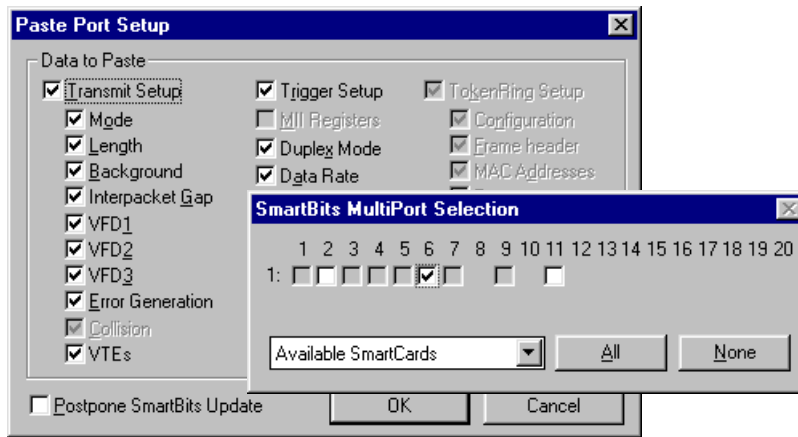 Paste Port Setup
Data to Paste
Transmit Setup Trigger Setup TokenRing Setup
Mode MII Registers Configuration
Length Duplex Mode Frame header
Background Data Rate MAC Addresses
Interpacket Gap
VFD1
VFD2
VFD3
Error Generation
Collision
VTEs
SmartBits MultiPort Selection
1 2 3 4 5 6 7 8 9 10 11 12 13 14 15 16 17 18 19 20
1:
Available SmartCards All None
Postpone SmartBits Update OK Cancel